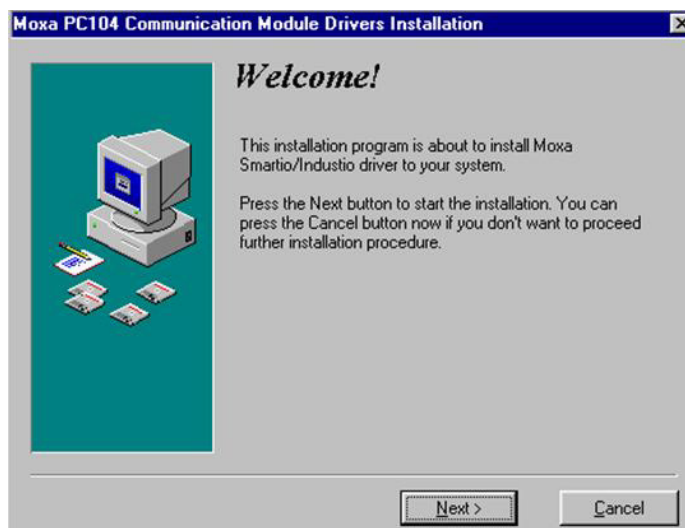 Moxa PC104 Communication Module Drivers Installation
Welcome!
This installation program is about to install Moxa
Smartio/Industio driver to your system.
Press the Next button to start the installation. You can
press the Cancel button now if you don't want to proceed
further installation procedure.
Next >
Cancel